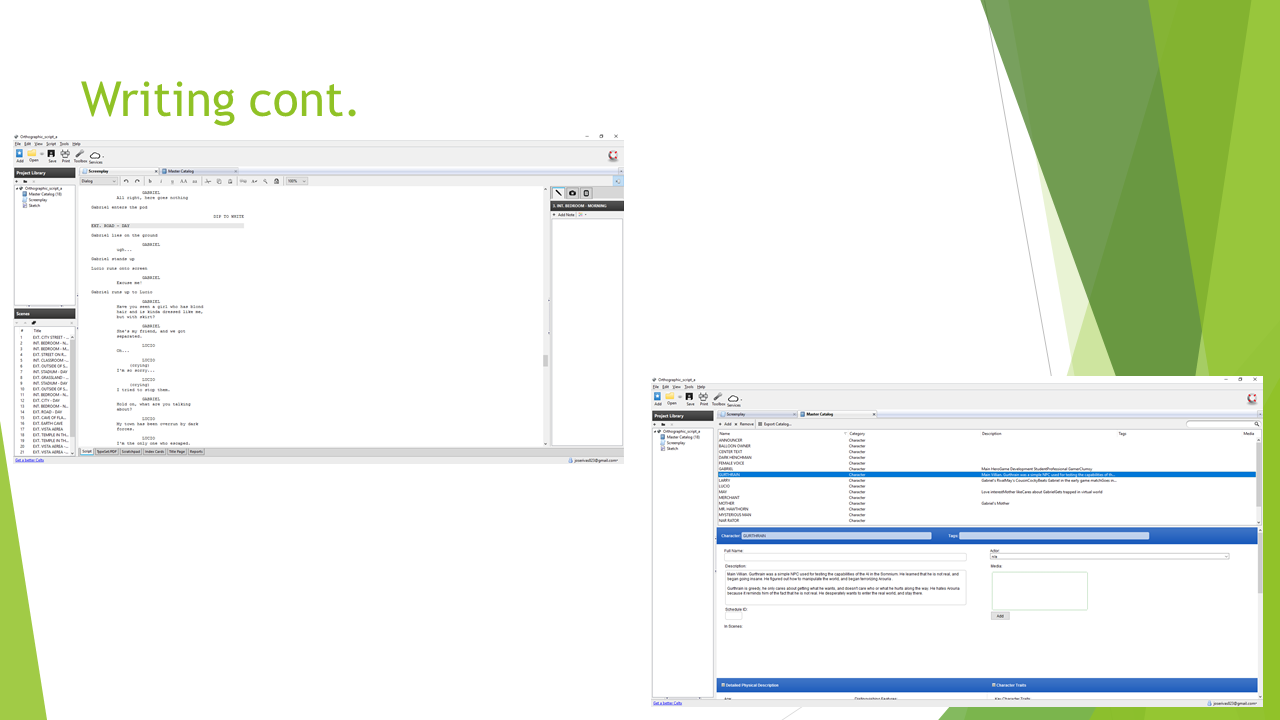 Writing cont.
Orthographic_script_a
File Edit View Script Tools Help
Add Open Save Print Toolbox Services
Project Library
Screenplay
Master Catalog
Dialog
100%
Orthographic_script_a
Master Catalog (18)
Screenplay
Sketch
GABRIEL
All right, here goes nothing
Gabriel enters the pod
DIP TO WHITE
EXT. ROAD - DAY
Gabriel lies on the ground
GABRIEL
ugh...
Gabriel stands up
Lucio runs onto screen
GABRIEL
Excuse me!
Gabriel runs up to Lucio
GABRIEL
Have you seen a girl who has blond
hair and is kinda dressed like me,
but with skirt?
GABRIEL
She's my friend, and we got
separated.
LUCIO
Uh...
LUCIO
(crying)
I'm so sorry...
LUCIO
(crying)
I tried to stop them.
GABRIEL
Hold on, what are you talking
about?
LUCIO
My town has been overrun by dark
forces.
LUCIO
I'm the only one who escaped.
2. INT. BEDROOM - MORNING
Add Note
Scenes
# Title
1 EXT. CITY STREET - ...
2 INT. BEDROOM - N...
3 INT. BEDROOM - M...
4 EXT. STREET ON R...
5 INT. CLASSROOM -...
6 EXT. OUTSIDE OF S...
7 INT. STADIUM - DAY
8 EXT. GRASSLAND - ...
9 INT. STADIUM - DAY
10 EXT. OUTSIDE OF S...
11 INT. BEDROOM - N...
12 EXT. CITY - DAY
13 INT. BEDROOM - N...
14 EXT. ROAD - DAY
15 EXT. CAVE OF FLA...
16 EXT. EARTH CAVE
17 EXT. VISTA AEREA ...
18 EXT. TEMPLE IN TH...
19 EXT. TEMPLE IN TH...
20 EXT. VISTA AEREA -...
21 EXT. VISTA AEREA -...
Script Typeset/PDF Scratchpad Index Cards Title Page Reports
Get a better Celtx
Orthographic_script_a
File Edit View Tools Help
Add Open Save Print Toolbox Services
Project Library
Screenplay
Master Catalog
Add Remove Export Catalog...
Orthographic_script_a
Master Catalog (18)
Screenplay
Sketch
Name Category Description Tags Media
ANNOUNCER Character
BALLOON OWNER Character
CENTER TEXT Character
DARK HENCHMAN Character
FEMALE VOICE Character
GABRIEL Character Main HeroGame Development StudentProfessional GamerClumsy
GURTHRAIN Character Main Villian. Gurthrain was a simple NPC used for testing the capabilities of th...
LARRY Character Gabriel's RivalMay's CousinCockyBeats Gabriel in the early game matchSees in...
LUCIO Character
MAY Character Love interestMother likeCares about GabrielGets trapped in virtual world
MERCHANT Character
MOTHER Character Gabriel's Mother
MR. HAWTHORN Character
MYSTERIOUS MAN Character
NARRATOR Character
Character: GURTHRAIN Tags:
Full Name: Actor:
n/a
Description Media:
Main Villian. Gurthrain was a simple NPC used for testing the capabilities of the AI in the Somnium. He learned that he is not real, and
began going insane. He figured out how to manipulate the world, and began terrorizing Arouna.
Gurthrain is greedy, he only cares about getting what he wants, and doesn't care who or what he hurts along the way. He hates Arouna
because it reminds him of the fact that he is not real. He desperately wants to enter the real world, and stay there.
Schedule ID:
Add
In Scenes:
Detailed Physical Description Character Traits
Age Distinguishing Features Key Character Traits
Get a better Celtx